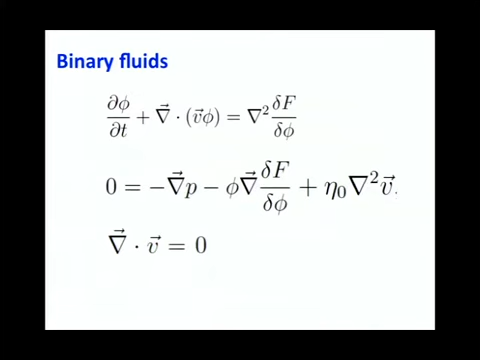 Binary fluids
∂ϕ/∂t + ∇⃗ · (v⃗ϕ) = ∇² δF/δϕ
0 = −∇⃗p − ϕ∇⃗ δF/δϕ + η₀∇²v⃗.
∇⃗ · v⃗ = 0